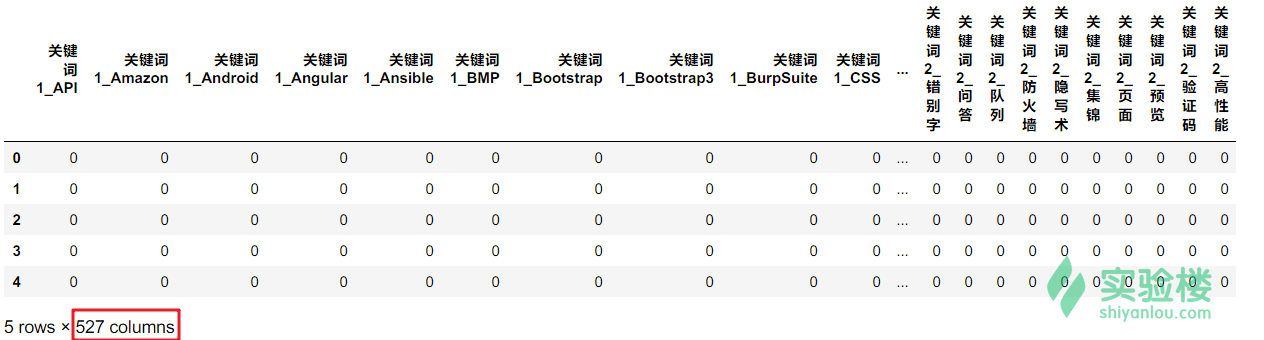 关键词1_API 关键词1_Amazon 关键词1_Android 关键词1_Angular 关键词1_Ansible 关键词1_BMP 关键词1_Bootstrap 关键词1_Bootstrap3 关键词1_BurpSuite 关键词1_CSS ... 关键词2_错别字 关键词2_问答 关键词2_队列 关键词2_防火墙 关键词2_隐写术 关键词2_集锦 关键词2_页面 关键词2_预览 关键词2_验证码 关键词2_高性能
0 0 0 0 0 0 0 0 0 0 0 ... 0 0 0 0 0 0 0 0 0 0
1 0 0 0 0 0 0 0 0 0 0 ... 0 0 0 0 0 0 0 0 0 0
2 0 0 0 0 0 0 0 0 0 0 ... 0 0 0 0 0 0 0 0 0 0
3 0 0 0 0 0 0 0 0 0 0 ... 0 0 0 0 0 0 0 0 0 0
4 0 0 0 0 0 0 0 0 0 0 ... 0 0 0 0 0 0 0 0 0 0
5 rows × 527 columns
实验楼
shiyanlou.com